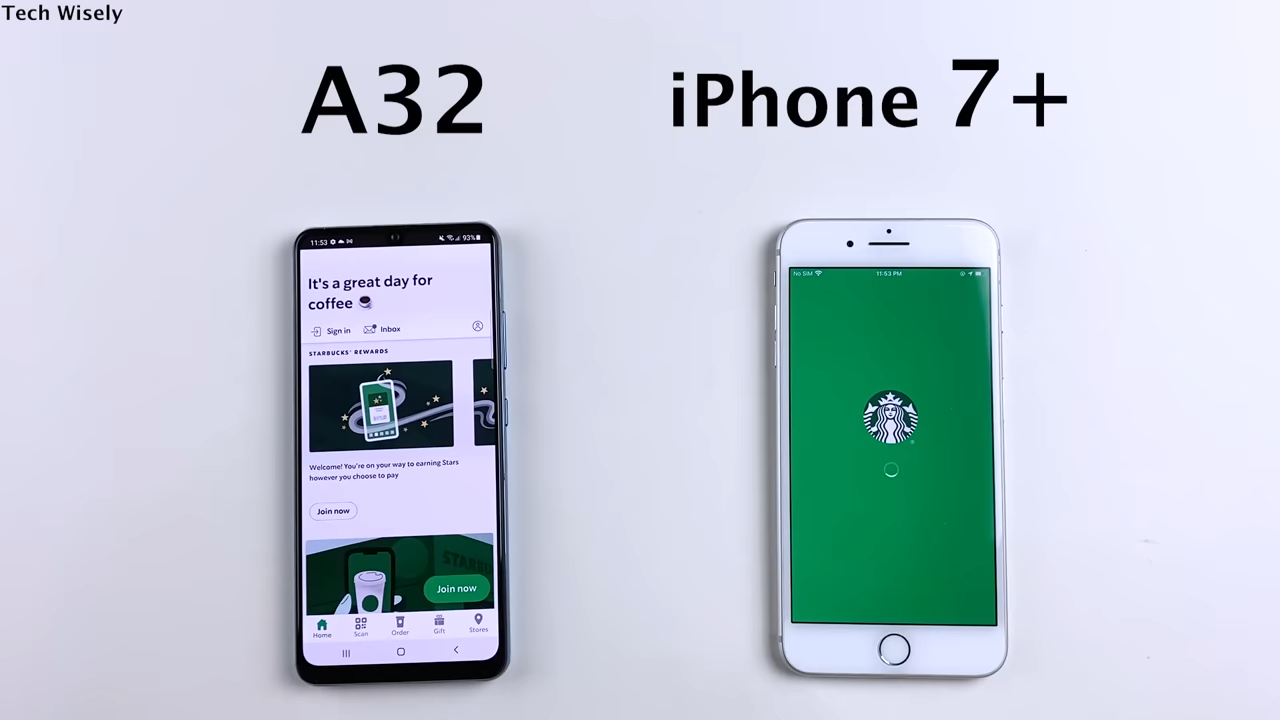 Tech Wisely
A32
iPhone 7+
11:53
93%
It's a great day for
coffee
Sign in
Inbox
STARBUCKS® REWARDS
Welcome! You're on your way to earning Stars
however you choose to pay
Join now
STARB
Join now
Home
Scan
Order
Gift
Stores
No SIM
11:53 PM